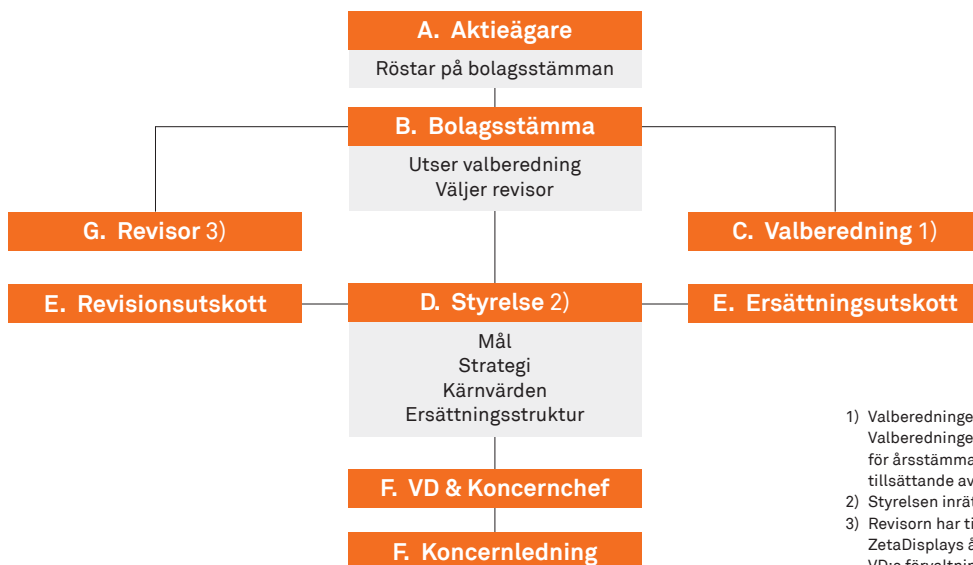 A. Aktieägare
Röstar på bolagsstämman
B. Bolagsstämma
Utser valberedning
Väljer revisor
G. Revisor 3)
C. Valberedning 1)
E. Revisionsutskott
D. Styrelse 2)
E. Ersättningsutskott
Mål
Strategi
Kärnvärden
Ersättningsstruktur
F. VD & Koncernchef
F. Koncernledning
1) Valberedninge
Valberedninge
för årsstämma
tillsättande av
2) Styrelsen inrät
3) Revisorn har ti
ZetaDisplays å
VD:s förvaltnin